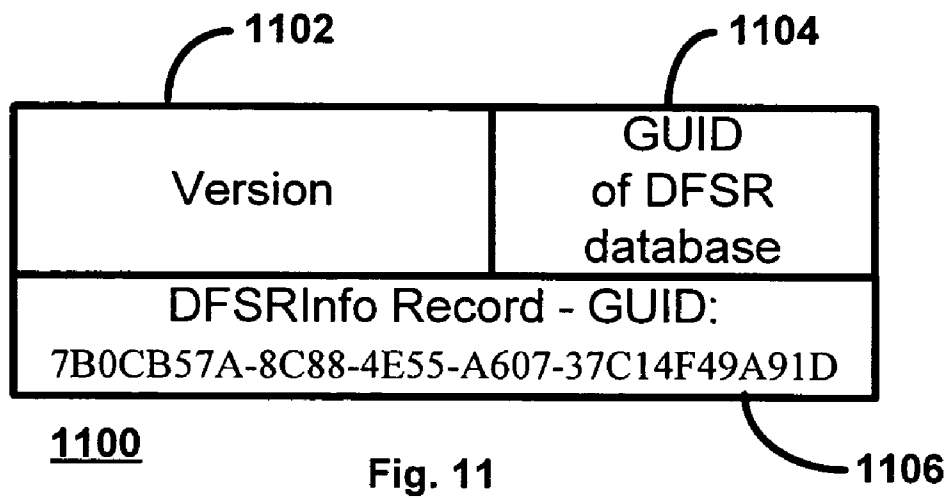 1102
1104
Version
GUID
of DFSR
database
DFSRInfo Record - GUID:
7B0CB57A-8C88-4E55-A607-37C14F49A91D
1100
Fig. 11
1106